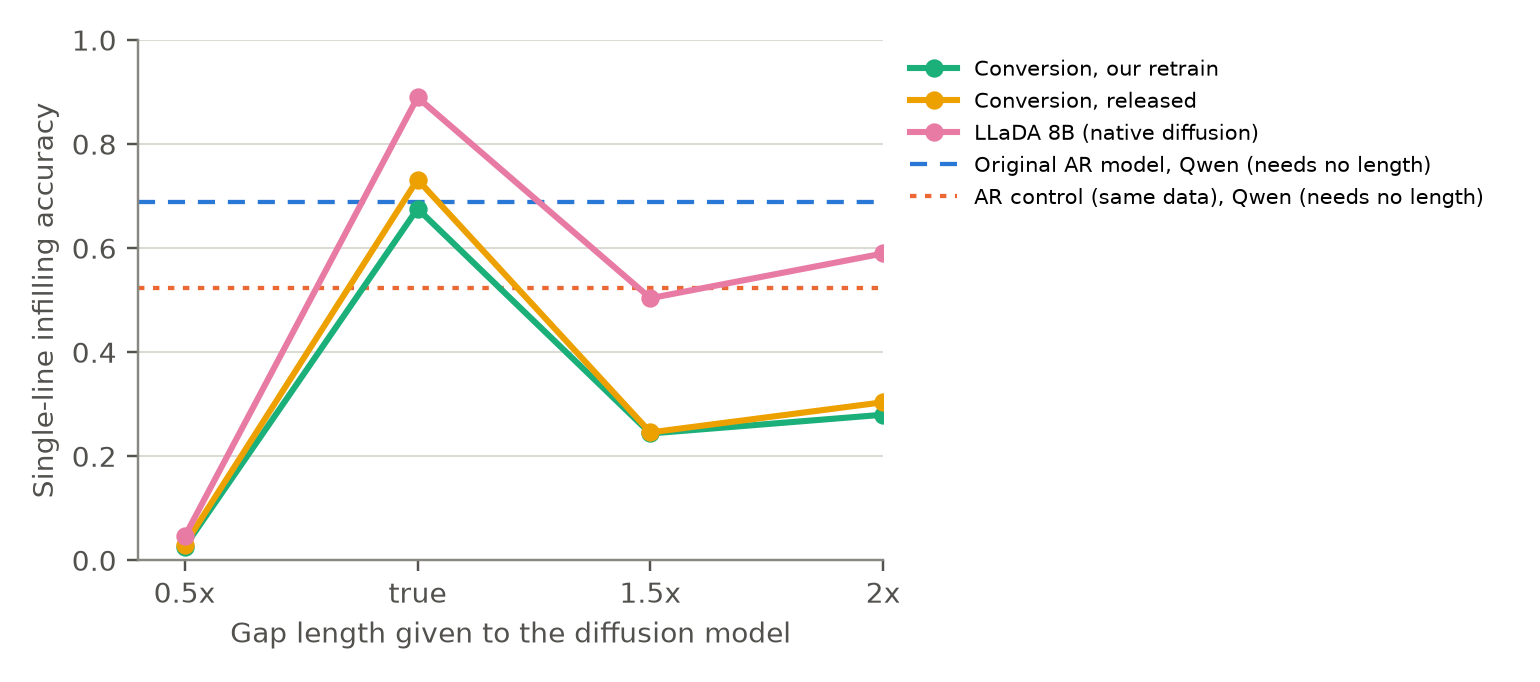 1.0
0.8
0.6
0.4
0.2
0.0
Single-line infilling accuracy
0.5x true 1.5x 2x
Gap length given to the diffusion model
Conversion, our retrain
Conversion, released
LLaDA 8B (native diffusion)
Original AR model, Qwen (needs no length)
AR control (same data), Qwen (needs no length)